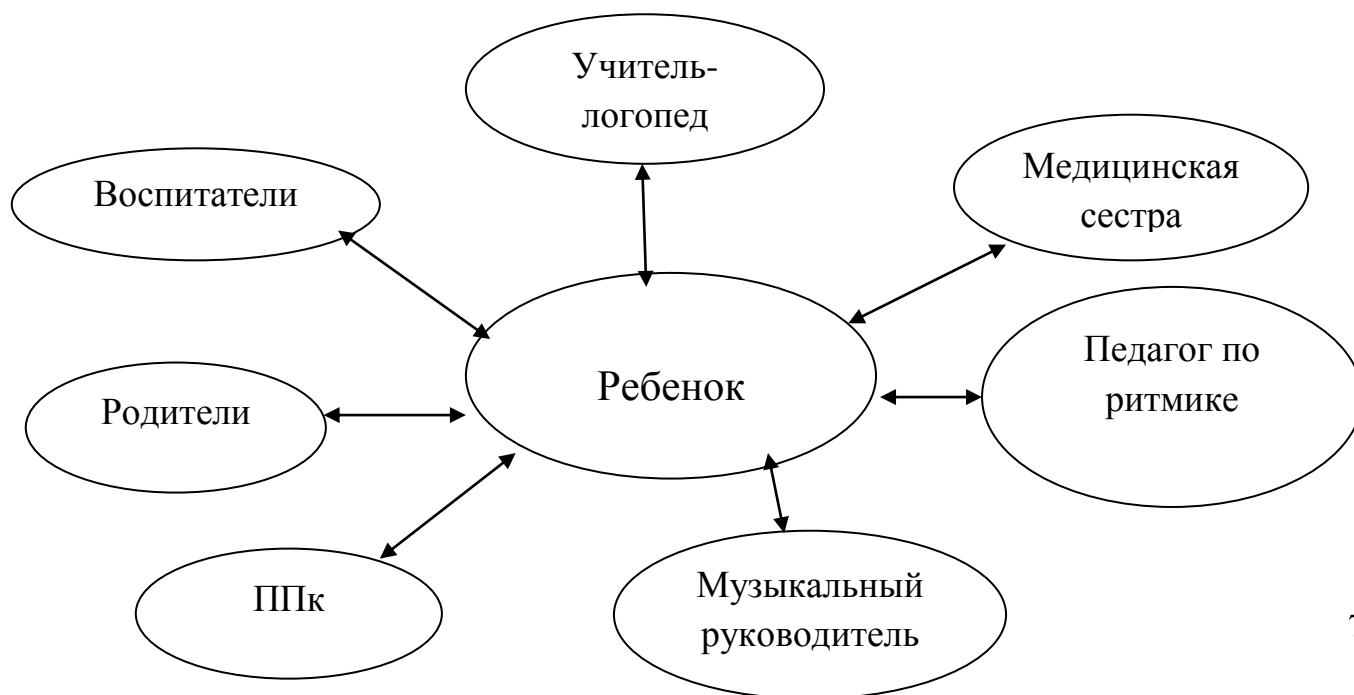 Учитель-
логопед
Медицинская
сестра
Воспитатели
Педагог по
ритмике
Ребенок
Родители
ППк
Музыкальный
руководитель